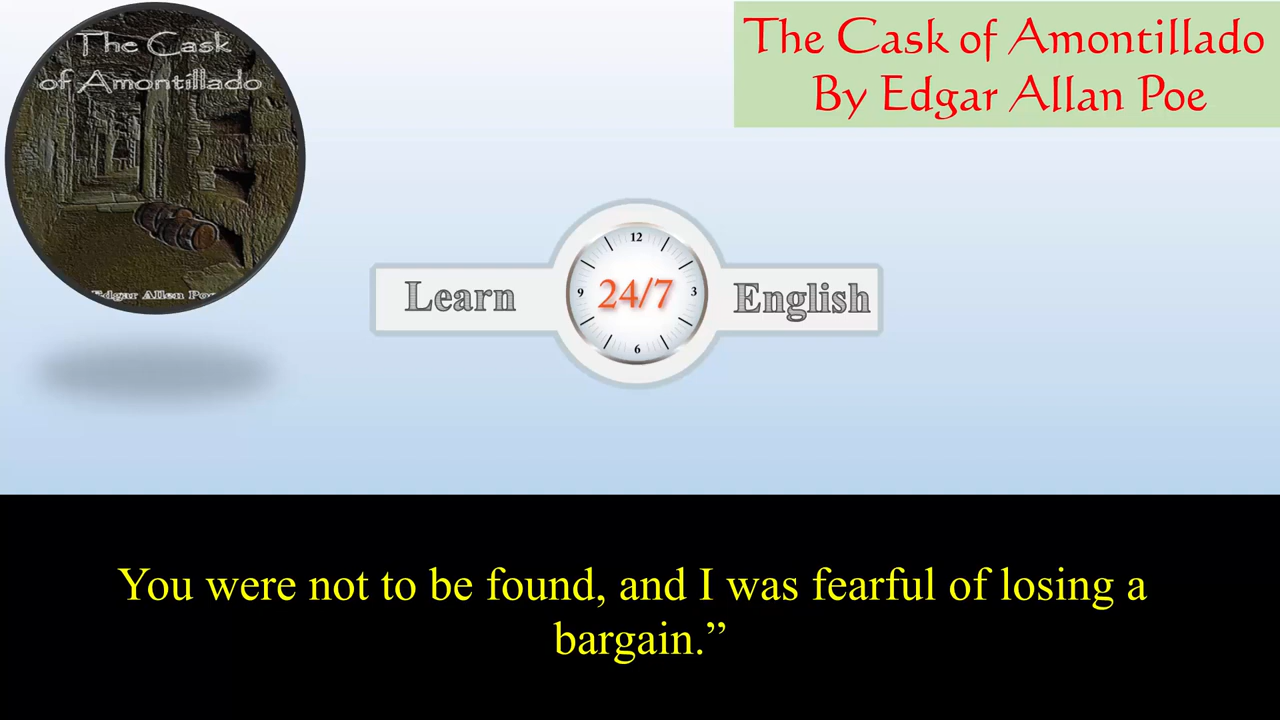 The Cask
of Amontillado
Edgar Allen Poe
The Cask of Amontillado
By Edgar Allan Poe
Learn
12
9
24/7
3
6
English
You were not to be found, and I was fearful of losing a
bargain.”